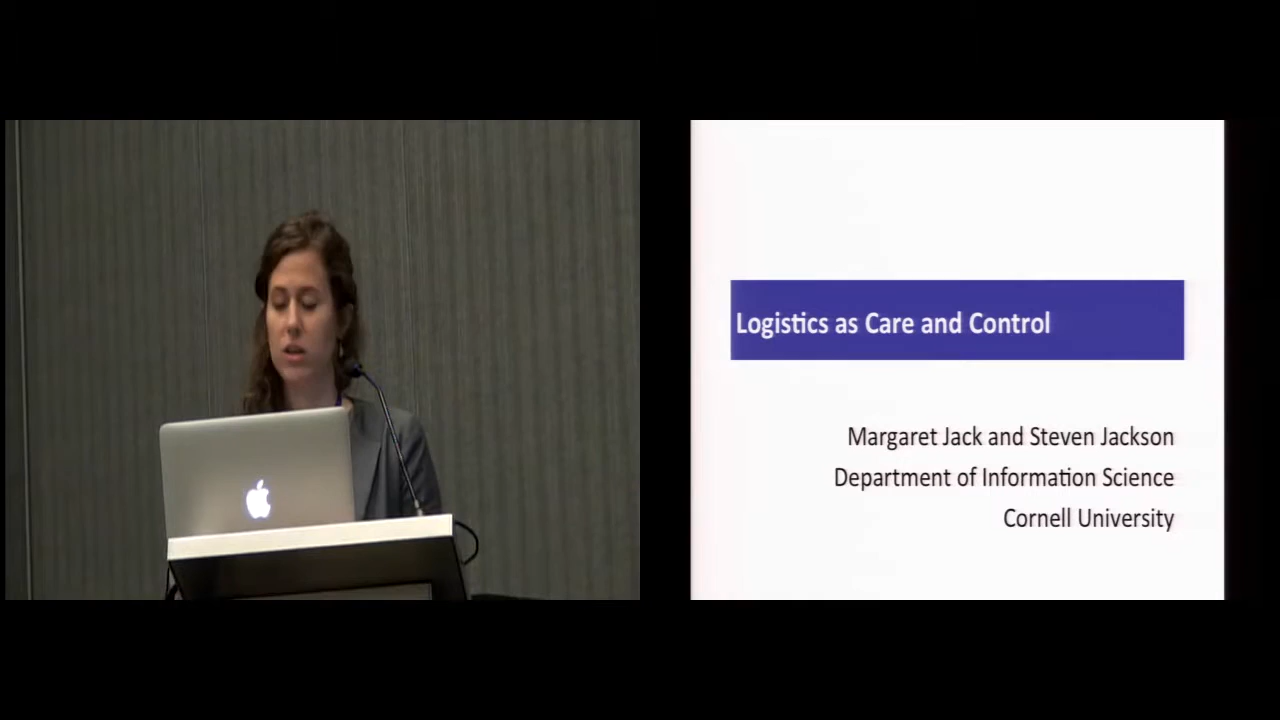 Logistics as Care and Control
Margaret Jack and Steven Jackson
Department of Information Science
Cornell University